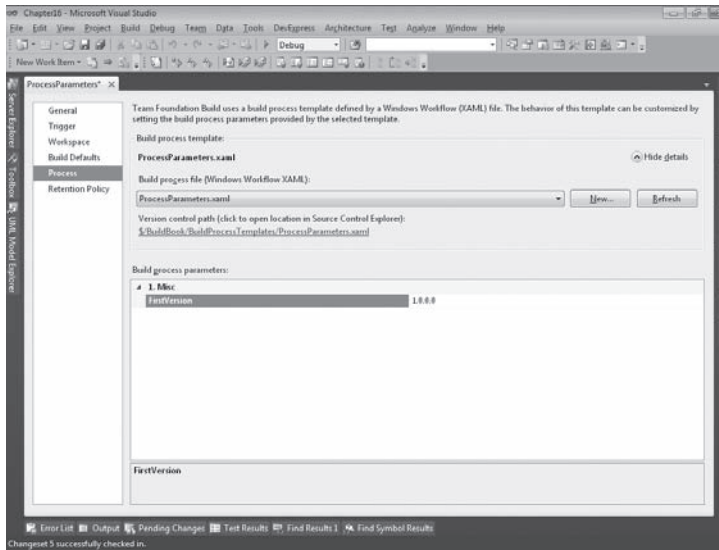 Chapter16 - Microsoft Visual Studio
File Edit View Project Build Debug Team Data Tools DevExpress Architecture Test Analyze Window Help
Debug
New Work Item
ProcessParameters* X
Server Explorer
Toolbox
UML Model Explorer
General
Trigger
Workspace
Build Defaults
Process
Retention Policy
Team Foundation Build uses a build process template defined by a Windows Workflow (XAML) file. The behavior of this template can be customized by
setting the build process parameters provided by the selected template.
Build process template:
ProcessParameters.xaml
Hide details
Build process file (Windows Workflow XAML):
ProcessParameters.xaml
New...
Refresh
Version control path (click to open location in Source Control Explorer):
$/BuildBook/BuildProcessTemplates/ProcessParameters.xaml
Build process parameters:
1. Misc
FirstVersion 1.0.0.0
FirstVersion
Error List Output Pending Changes Test Results Find Results 1 Find Symbol Results
Changeset 5 successfully checked in.